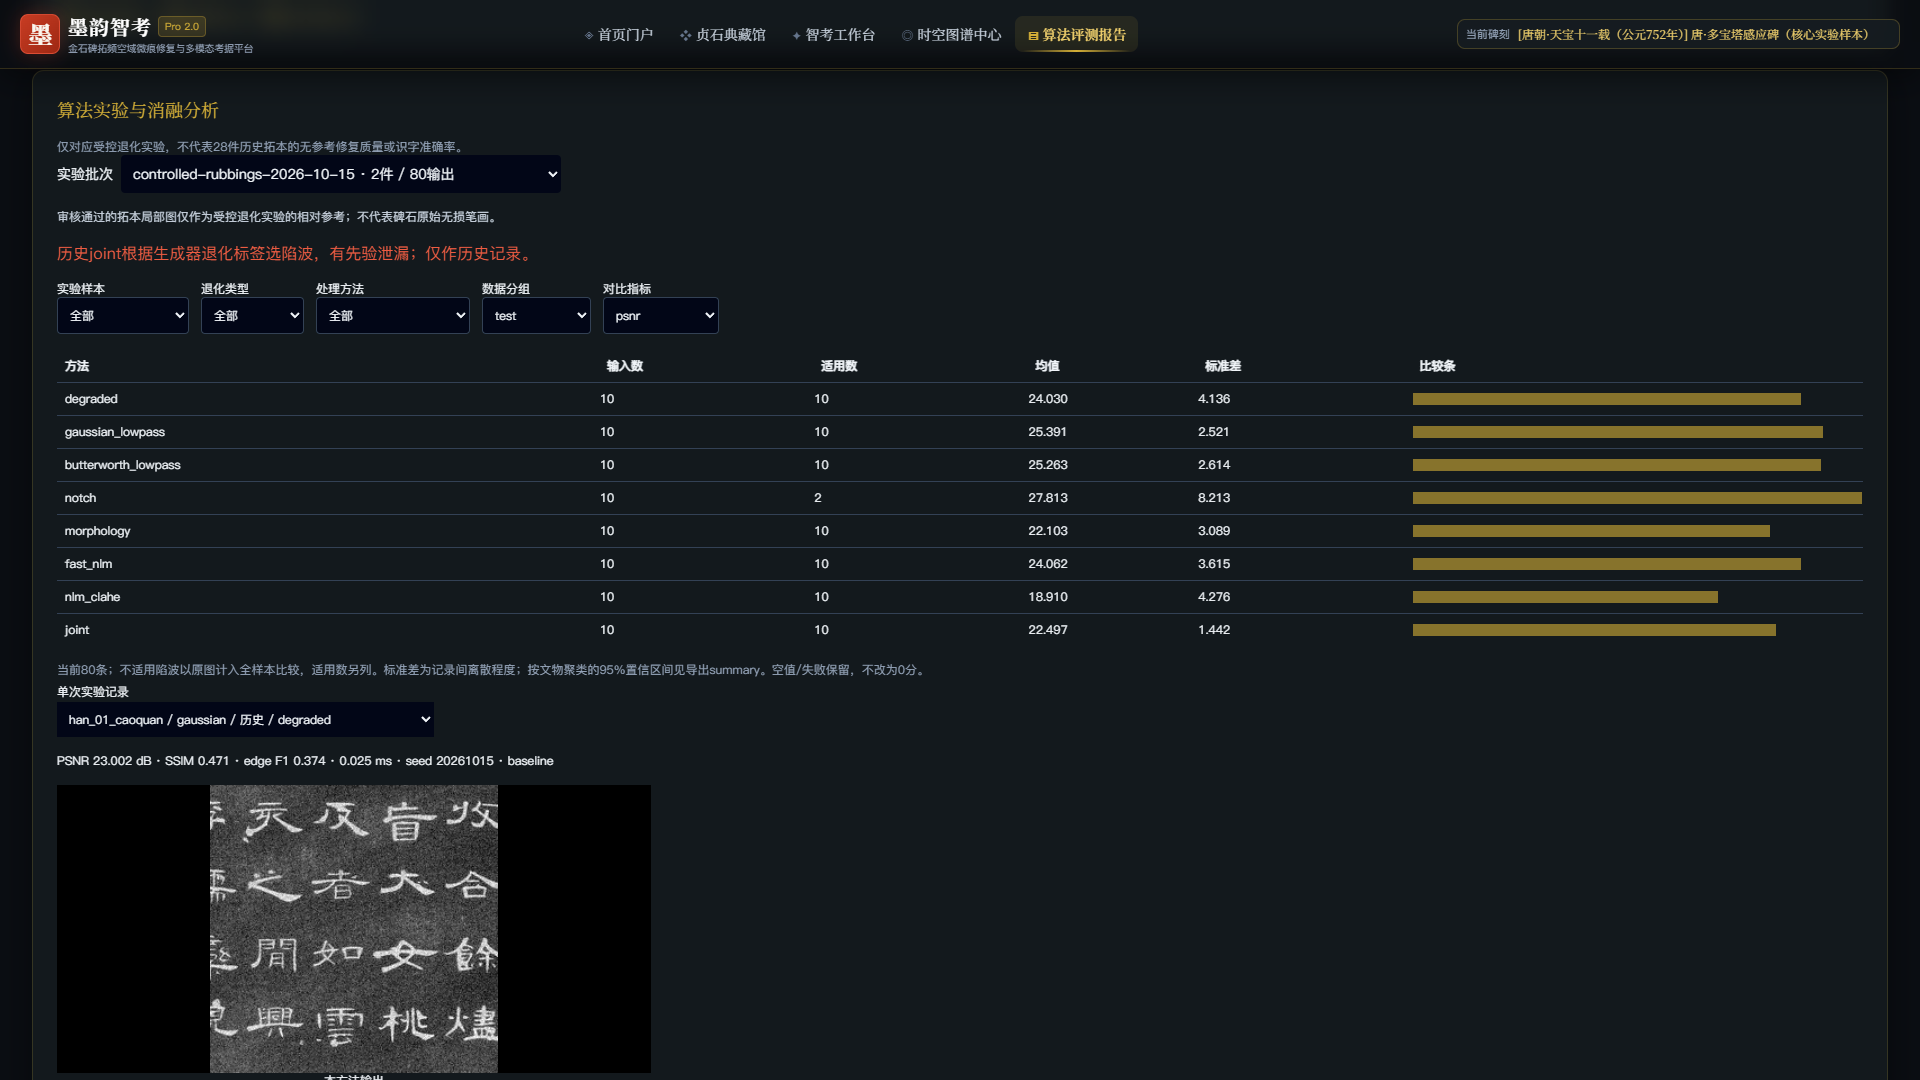 墨 墨韵智考 Pro 2.0
金石碑拓频空域微痕修复与多模态考据平台
首页门户 贞石典藏馆 智考工作台 时空图谱中心 算法评测报告
当前碑刻 [唐朝·天宝十一载（公元752年）] 唐·多宝塔感应碑（核心实验样本）
算法实验与消融分析
仅对应受控退化实验，不代表28件历史拓本的无参考修复质量或识字准确率。
实验批次 controlled-rubbings-2026-10-15 · 2件 / 80输出
审核通过的拓本局部图仅作为受控退化实验的相对参考；不代表碑石原始无损笔画。
历史joint根据生成器退化标签选陷波，有先验泄漏；仅作历史记录。
实验样本 退化类型 处理方法 数据分组 对比指标
全部 全部 全部 test psnr
方法 输入数 适用数 均值 标准差 比较条
degraded 10 10 24.030 4.136
gaussian_lowpass 10 10 25.391 2.521
butterworth_lowpass 10 10 25.263 2.614
notch 10 2 27.813 8.213
morphology 10 10 22.103 3.089
fast_nlm 10 10 24.062 3.615
nlm_clahe 10 10 18.910 4.276
joint 10 10 22.497 1.442
当前80条；不适用陷波以原图计入全样本比较，适用数另列。标准差为记录间离散程度；按文物聚类的95%置信区间见导出summary。空值/失败保留，不改为0分。
单次实验记录
han_01_caoquan / gaussian / 历史 / degraded
PSNR 23.002 dB · SSIM 0.471 · edge F1 0.374 · 0.025 ms · seed 20261015 · baseline
亥 及 眚 收
之 者 大 合
間 如 女 餘
興 雲 桃 燼